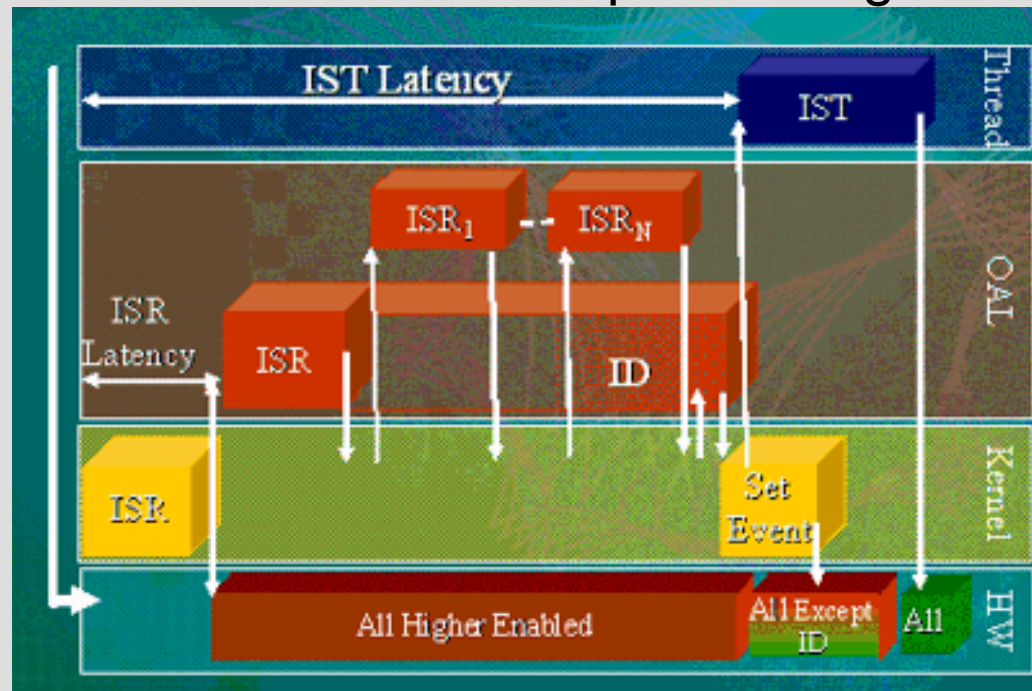 IST Latency
IST
Thread
ISR₁
ISR_N
ISR
Latency
ISR
ID
OAL
ISR
Set
Event
Kernel
All Higher Enabled
All Except
ID
All
HW